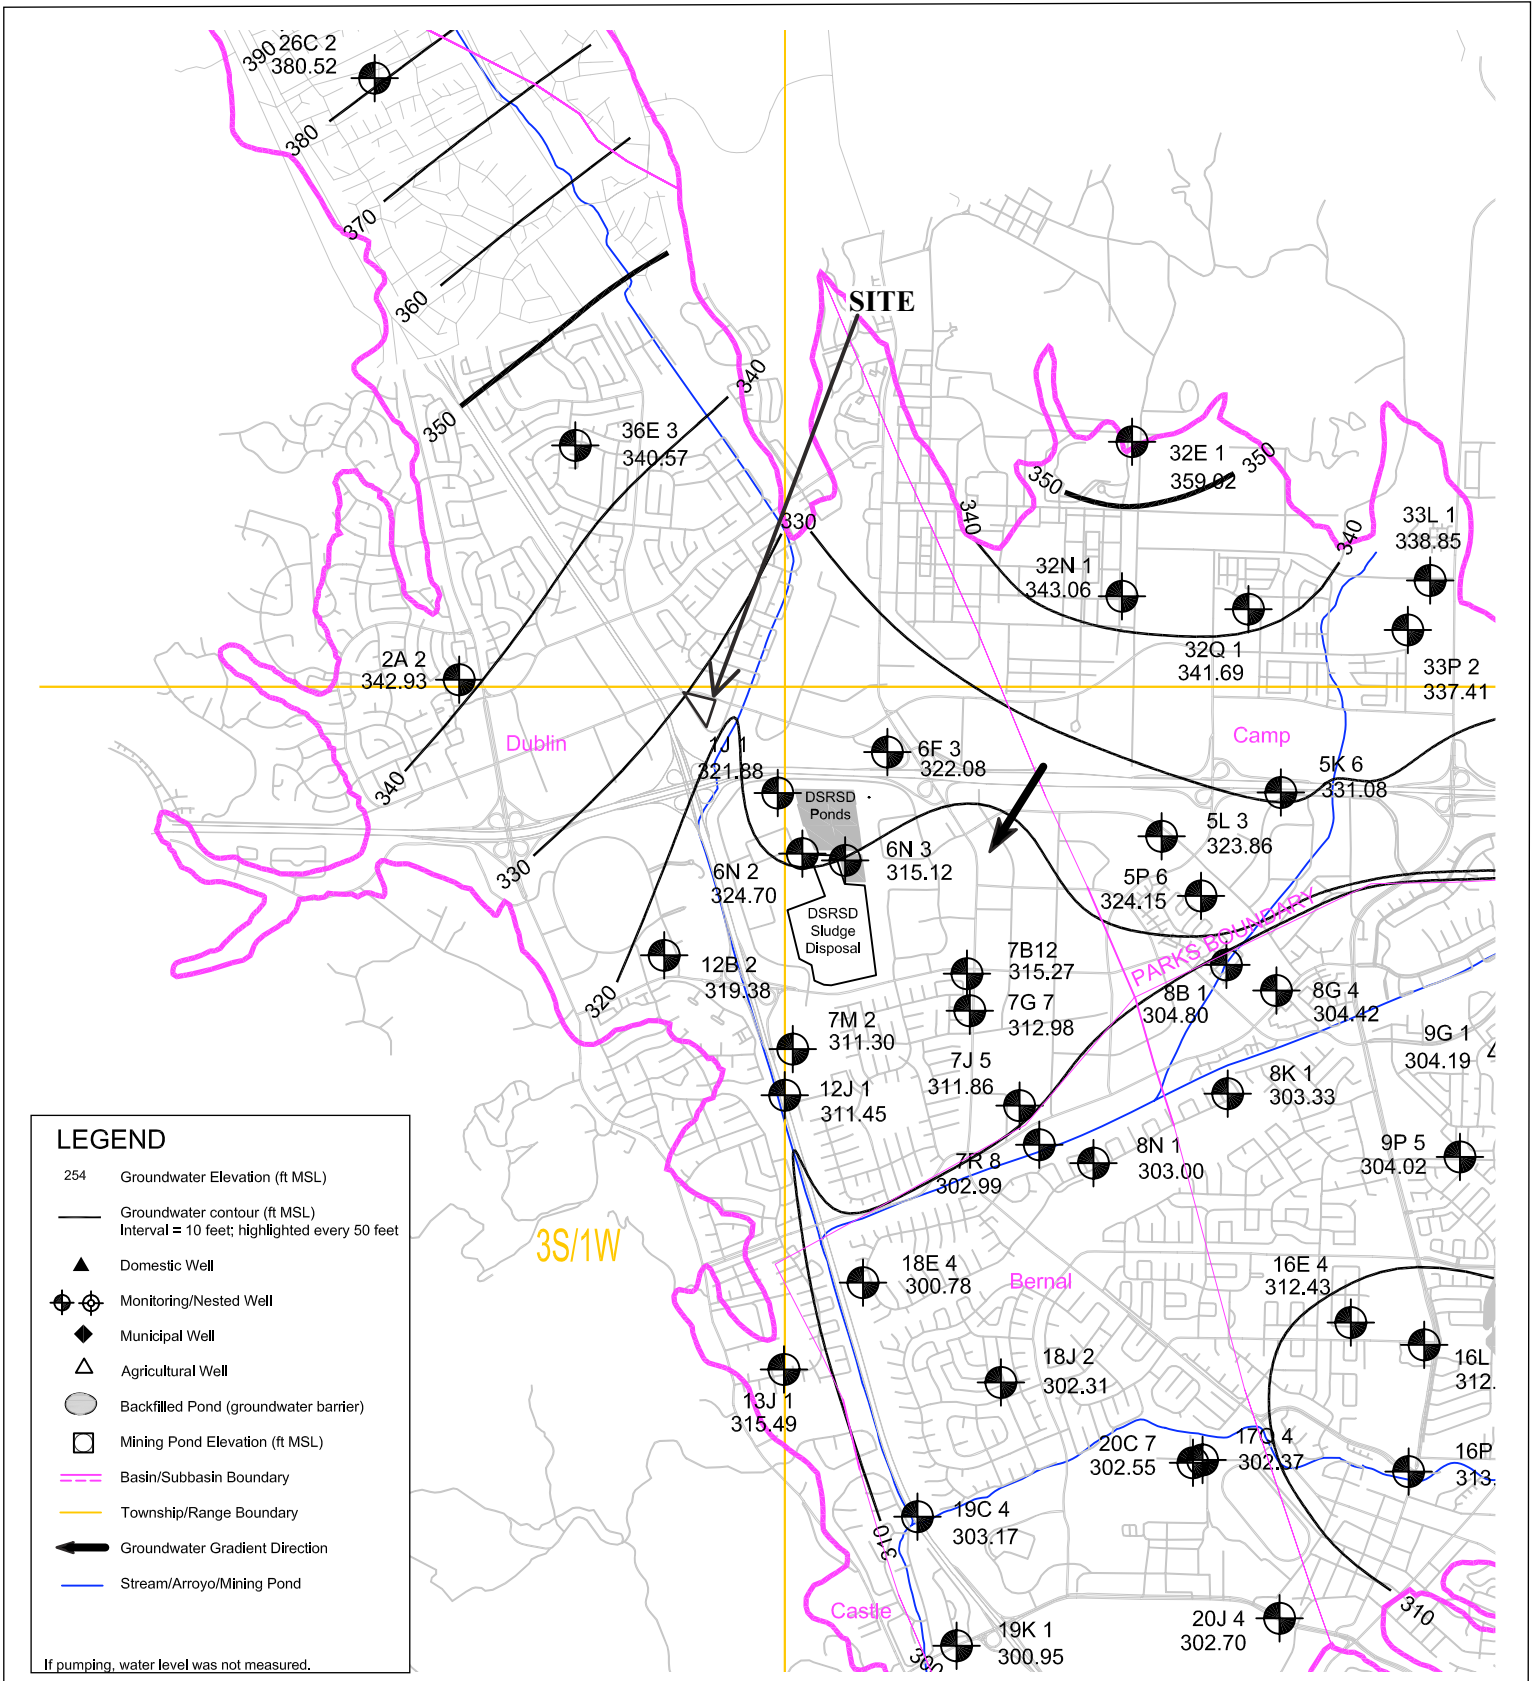 26C 2
380.52
390
380
370
360
350
340
SITE
36E 3
340.57
330
32E 1
359.02
350
350
340
340
33L 1
338.85
32N 1
343.06
32Q 1
341.69
33P 2
337.41
2A 2
342.93
Dublin
Camp
1J 1
321.88
6F 3
322.08
5K 6
331.08
DSRSD
Ponds
5L 3
323.86
340
330
6N 3
315.12
6N 2
324.70
5P 6
324.15
DSRSD
Sludge
Disposal
PARKS BOUNDARY
12B 2
319.38
320
7B12
315.27
7G 7
312.98
8B 1
304.80
8G 4
304.42
7M 2
311.30
9G 1
304.19
7J 5
311.86
8K 1
303.33
12J 1
311.45
9P 5
304.02
8N 1
303.00
7R 8
302.99
3S/1W
18E 4
300.78
Bernal
16E 4
312.43
18J 2
302.31
16L
312.
13J 1
315.49
20C 7
302.55
17Q 4
302.37
16P
313.
19C 4
303.17
310
310
Castle
20J 4
302.70
19K 1
300.95
LEGEND
254 Groundwater Elevation (ft MSL)
Groundwater contour (ft MSL)
Interval = 10 feet; highlighted every 50 feet
Domestic Well
Monitoring/Nested Well
Municipal Well
Agricultural Well
Backfilled Pond (groundwater barrier)
Mining Pond Elevation (ft MSL)
Basin/Subbasin Boundary
Township/Range Boundary
Groundwater Gradient Direction
Stream/Arroyo/Mining Pond
If pumping, water level was not measured.